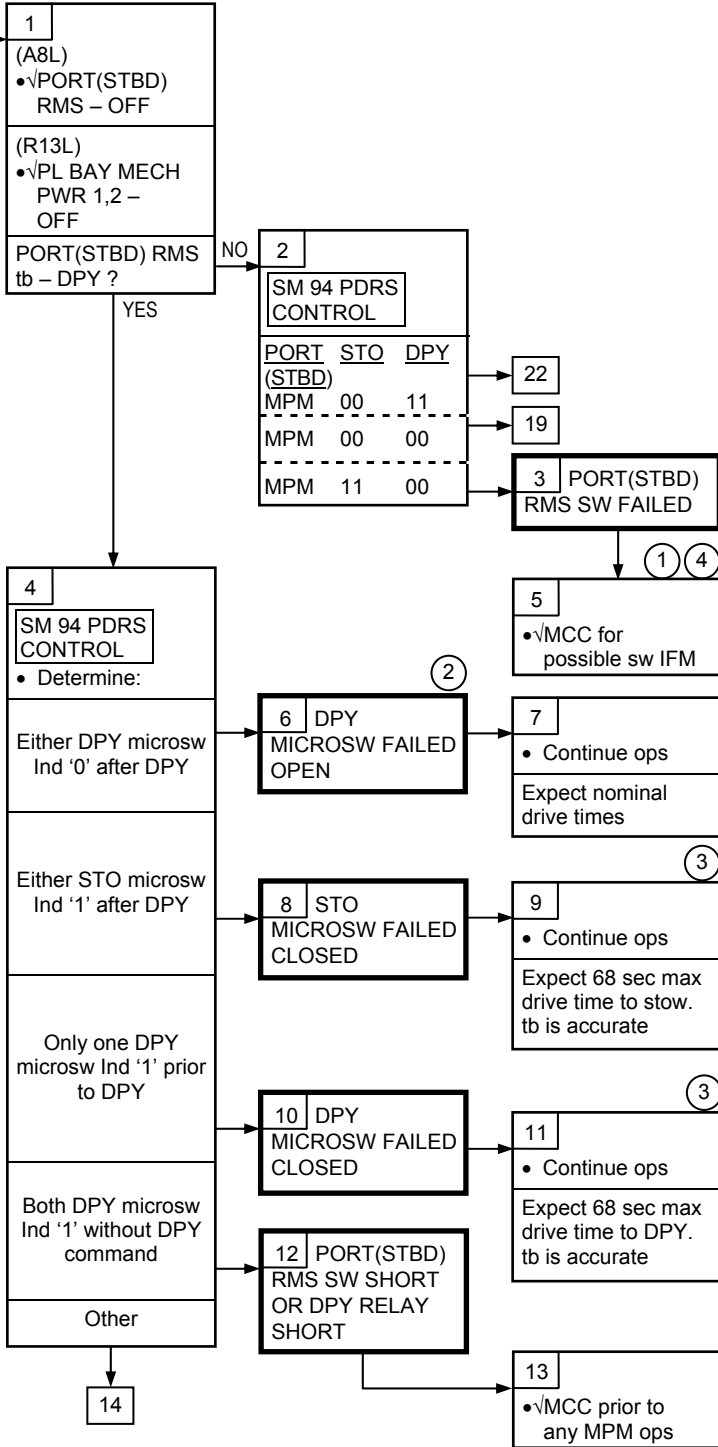 1
(A8L)
•√PORT(STBD)
RMS – OFF
(R13L)
•√PL BAY MECH
PWR 1,2 –
OFF
PORT(STBD) RMS
tb – DPY ?
NO
YES
2
SM 94 PDRS
CONTROL
PORT STO DPY
(STBD)
MPM 00 11
MPM 00 00
MPM 11 00
22
19
3 PORT(STBD)
RMS SW FAILED
1 4
5
•√MCC for
possible sw IFM
4
SM 94 PDRS
CONTROL
• Determine:
Either DPY microsw
Ind ‘0’ after DPY
Either STO microsw
Ind ‘1’ after DPY
Only one DPY
microsw Ind ‘1’ prior
to DPY
Both DPY microsw
Ind ‘1’ without DPY
command
Other
14
2
6 DPY
MICROSW FAILED
OPEN
7
• Continue ops
Expect nominal
drive times
8 STO
MICROSW FAILED
CLOSED
3
9
• Continue ops
Expect 68 sec max
drive time to stow.
tb is accurate
10 DPY
MICROSW FAILED
CLOSED
3
11
• Continue ops
Expect 68 sec max
drive time to DPY.
tb is accurate
12 PORT(STBD)
RMS SW SHORT
OR DPY RELAY
SHORT
13
•√MCC prior to
any MPM ops